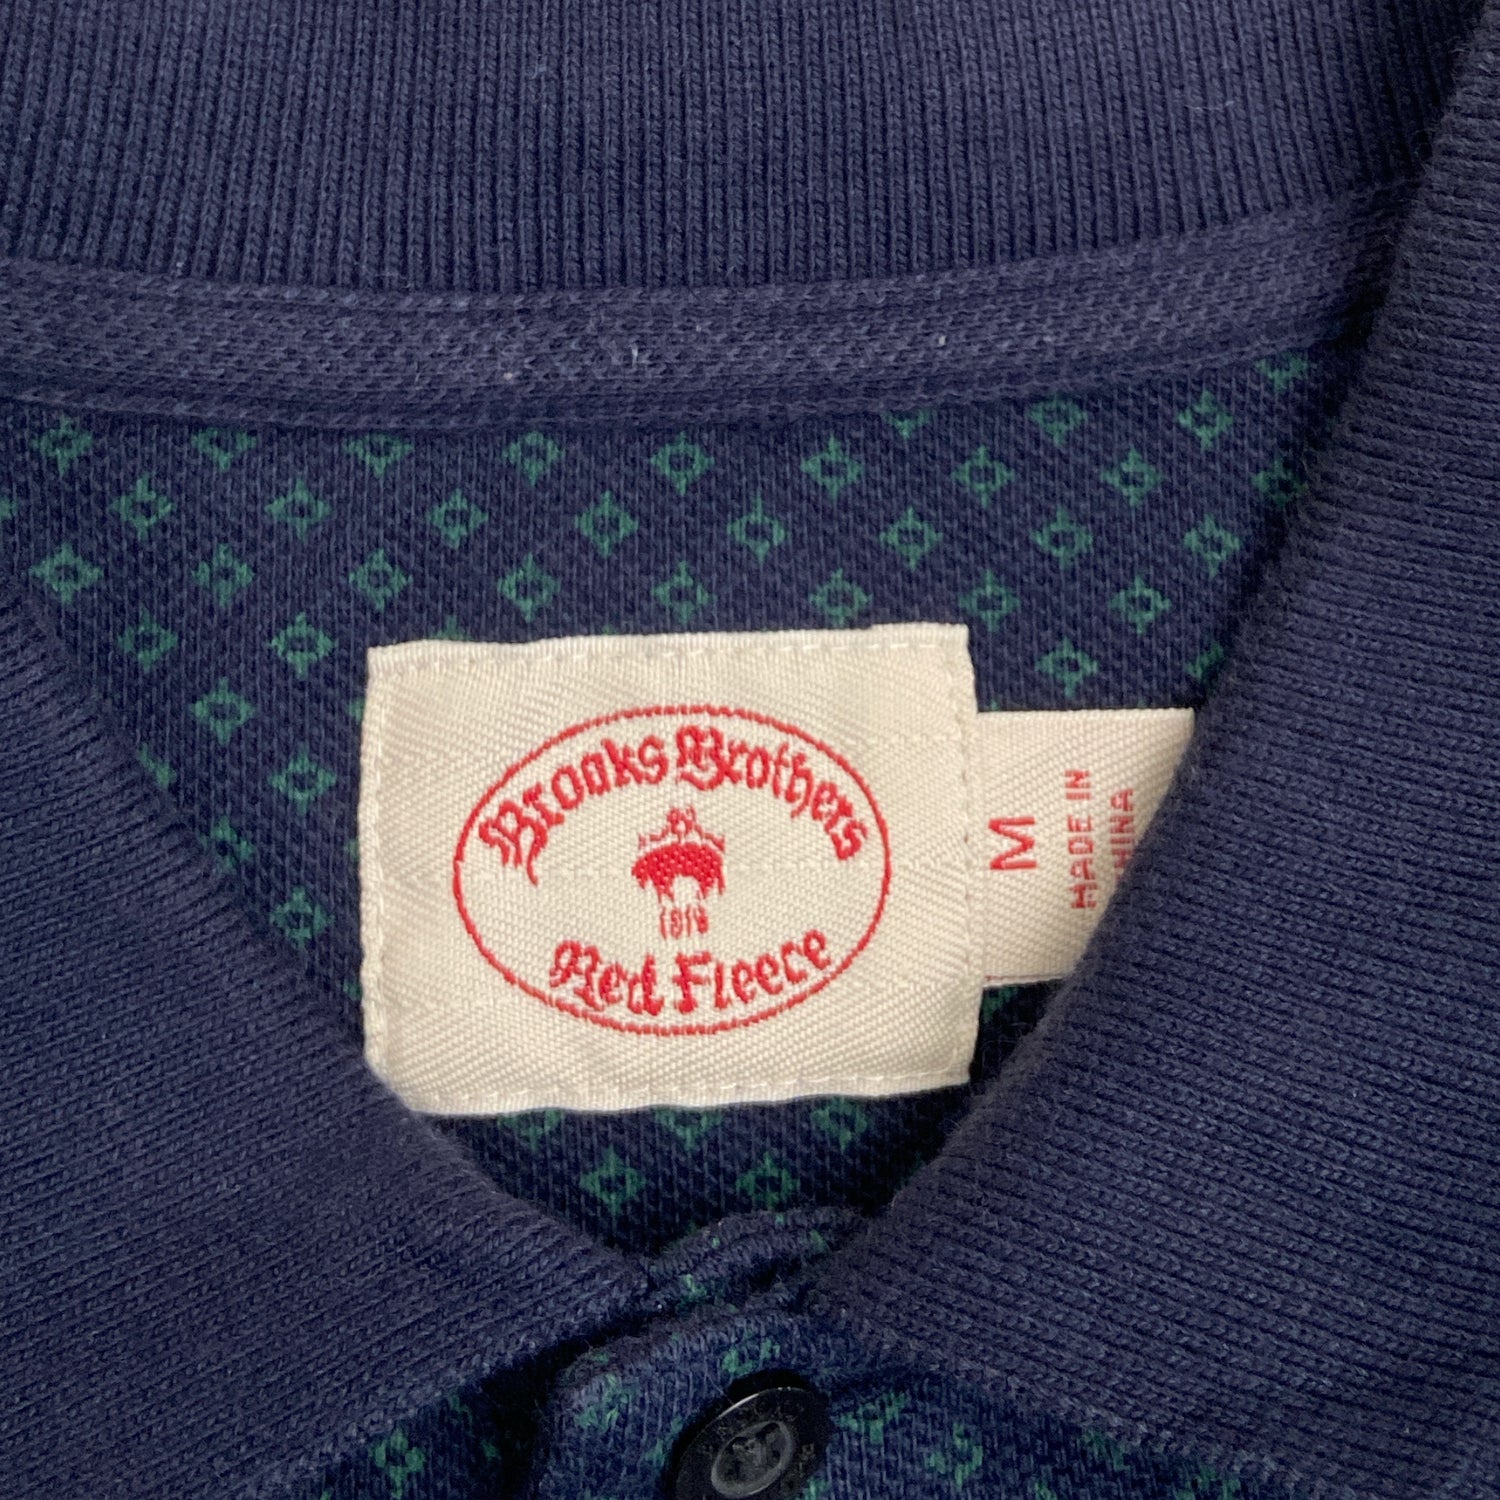 Brooks Brothers
1818
Red Fleece
M
MADE IN
CHINA